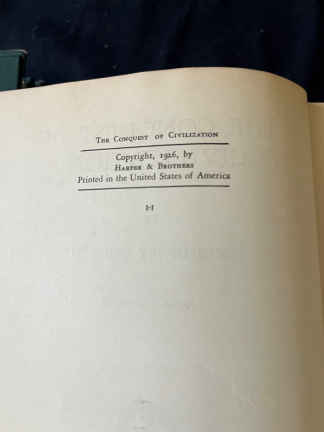 The Conquest of Civilization
Copyright, 1926, by
Harper & Brothers
Printed in the United States of America